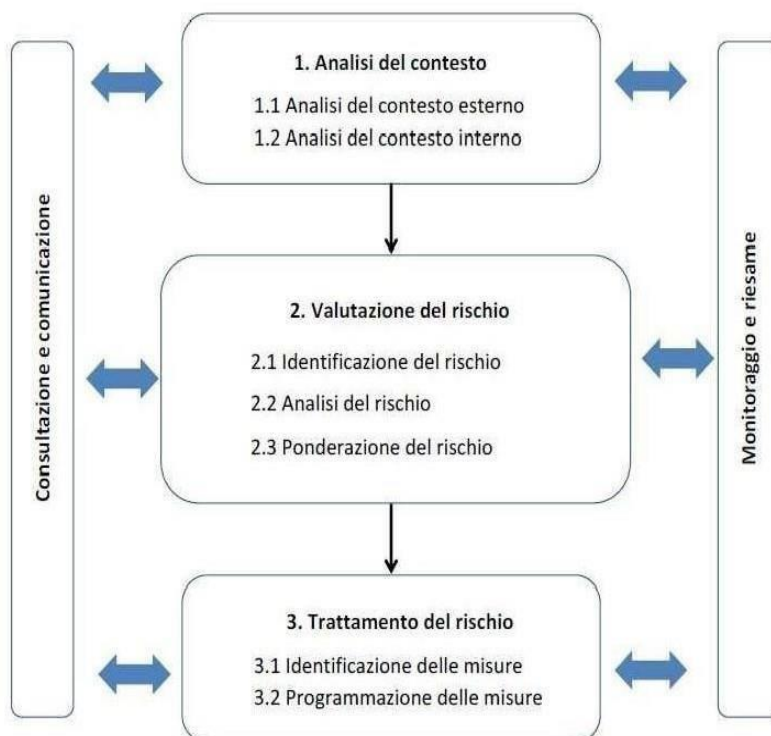 Consultazione e comunicazione
1. Analisi del contesto
1.1 Analisi del contesto esterno
1.2 Analisi del contesto interno
2. Valutazione del rischio
2.1 Identificazione del rischio
2.2 Analisi del rischio
2.3 Ponderazione del rischio
3. Trattamento del rischio
3.1 Identificazione delle misure
3.2 Programmazione delle misure
Monitoraggio e riesame